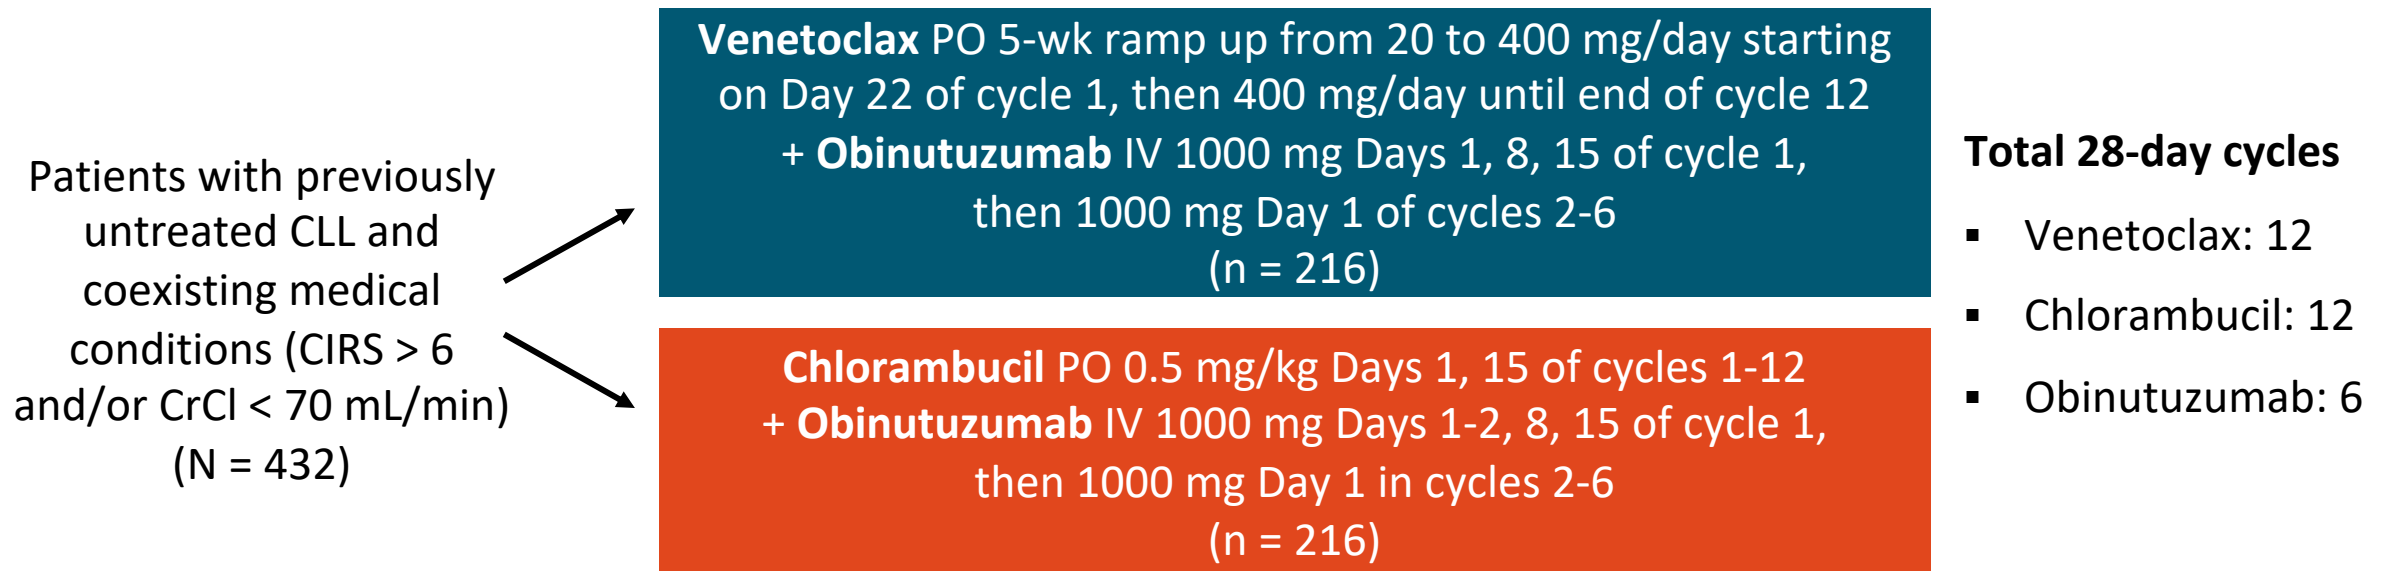 Patients with previously
untreated CLL and
coexisting medical
conditions (CIRS > 6
and/or CrCl < 70 mL/min)
(N = 432)
Venetoclax PO 5-wk ramp up from 20 to 400 mg/day starting
on Day 22 of cycle 1, then 400 mg/day until end of cycle 12
+ Obinutuzumab IV 1000 mg Days 1, 8, 15 of cycle 1,
then 1000 mg Day 1 of cycles 2-6
(n = 216)
Chlorambucil PO 0.5 mg/kg Days 1, 15 of cycles 1-12
+ Obinutuzumab IV 1000 mg Days 1-2, 8, 15 of cycle 1,
then 1000 mg Day 1 in cycles 2-6
(n = 216)
Total 28-day cycles
▪ Venetoclax: 12
▪ Chlorambucil: 12
▪ Obinutuzumab: 6